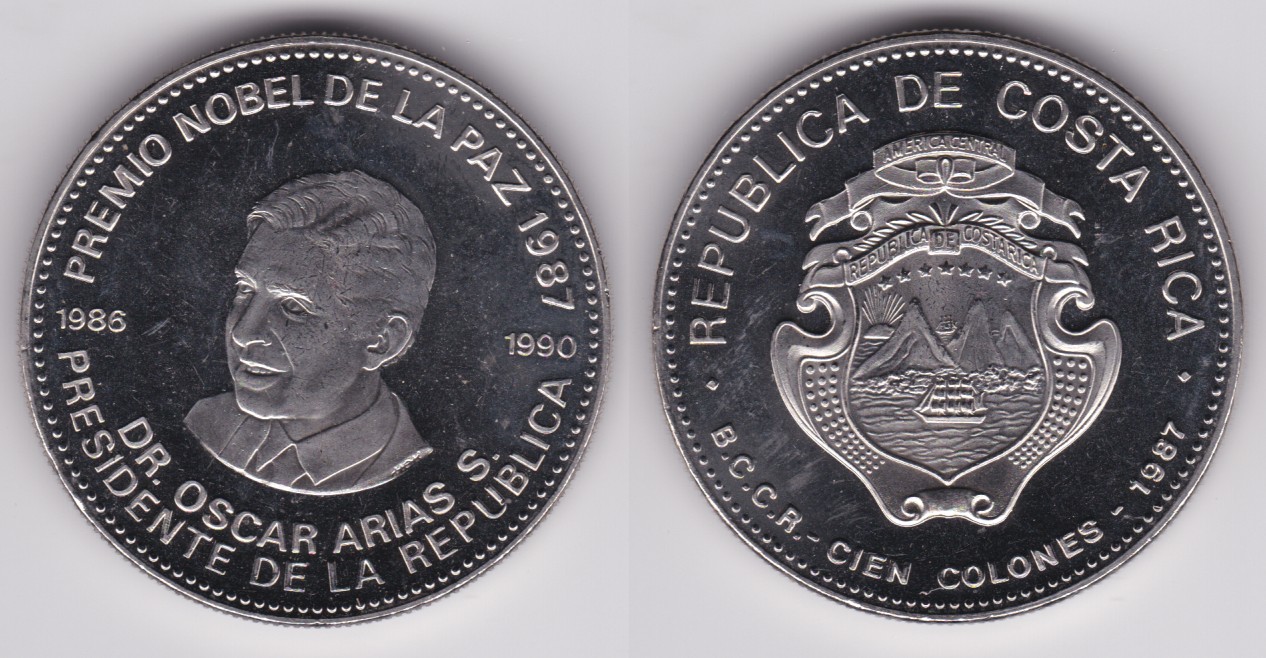 PREMIO NOBEL DE LA PAZ 1987
1986
1990
DR. OSCAR ARIAS S.
PRESIDENTE DE LA REPUBLICA
REPUBLICA DE COSTA RICA
AMERICA CENTRAL
REPUBLICA DE COSTA RICA
B.C.C.R. - CIEN COLONES - 1987